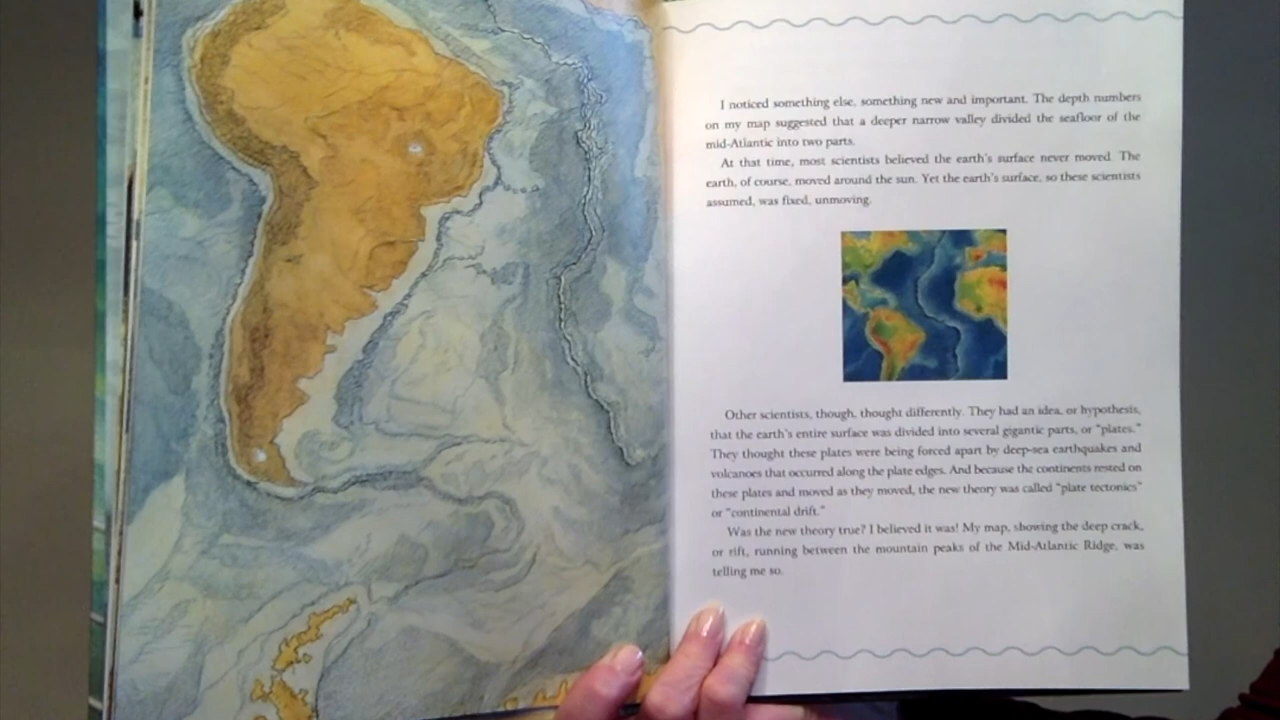 I noticed something else, something new and important. The depth numbers
on my map suggested that a deeper narrow valley divided the seafloor of the
mid-Atlantic into two parts.
At that time, most scientists believed the earth's surface never moved. The
earth, of course, moved around the sun. Yet the earth's surface, so these scientists
assumed, was fixed, unmoving.
Other scientists, though, thought differently. They had an idea, or hypothesis,
that the earth's entire surface was divided into several gigantic parts, or "plates."
They thought these plates were being forced apart by deep-sea earthquakes and
volcanoes that occurred along the plate edges. And because the continents rested on
these plates and moved as they moved, the new theory was called "plate tectonics"
or "continental drift."
Was the new theory true? I believed it was! My map, showing the deep crack,
or rift, running between the mountain peaks of the Mid-Atlantic Ridge, was
telling me so.